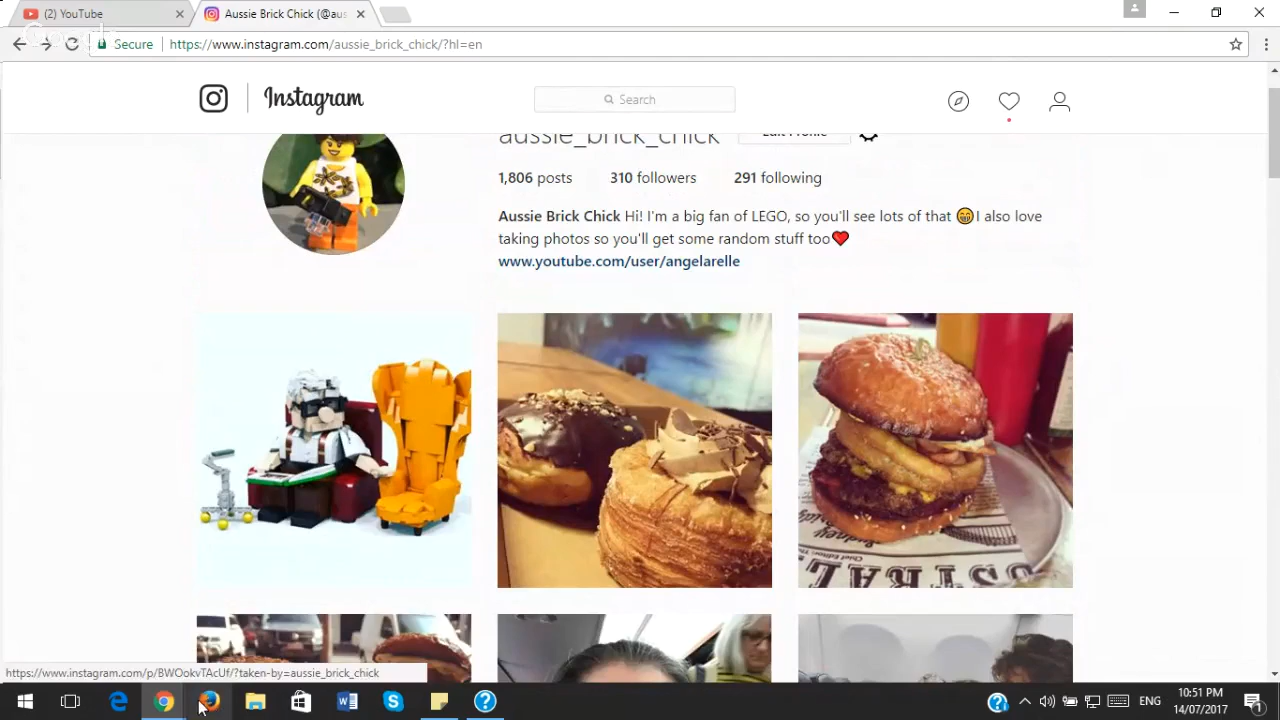 (2) YouTube
Aussie Brick Chick (@aus
Secure
https://www.instagram.com/aussie_brick_chick/?hl=en
Instagram
Search
aussie_brick_chick
Edit Profile
1,806 posts 310 followers 291 following
Aussie Brick Chick Hi! I'm a big fan of LEGO, so you'll see lots of that 😁I also love
taking photos so you'll get some random stuff too❤
www.youtube.com/user/angelarelle
https://www.instagram.com/p/BWOokvTAcUf/?taken-by=aussie_brick_chick
ENG
10:51 PM
14/07/2017